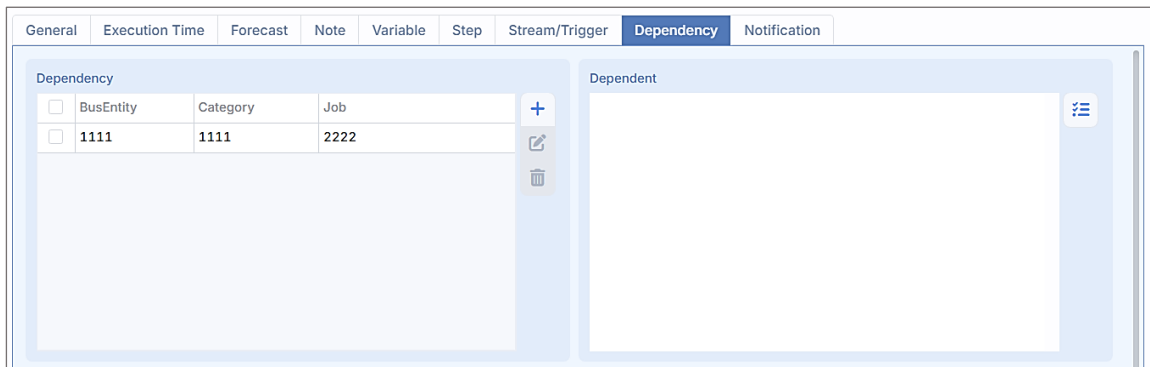 General Execution Time Forecast Note Variable Step Stream/Trigger Dependency Notification
Dependency
BusEntity Category Job
1111 1111 2222
Dependent